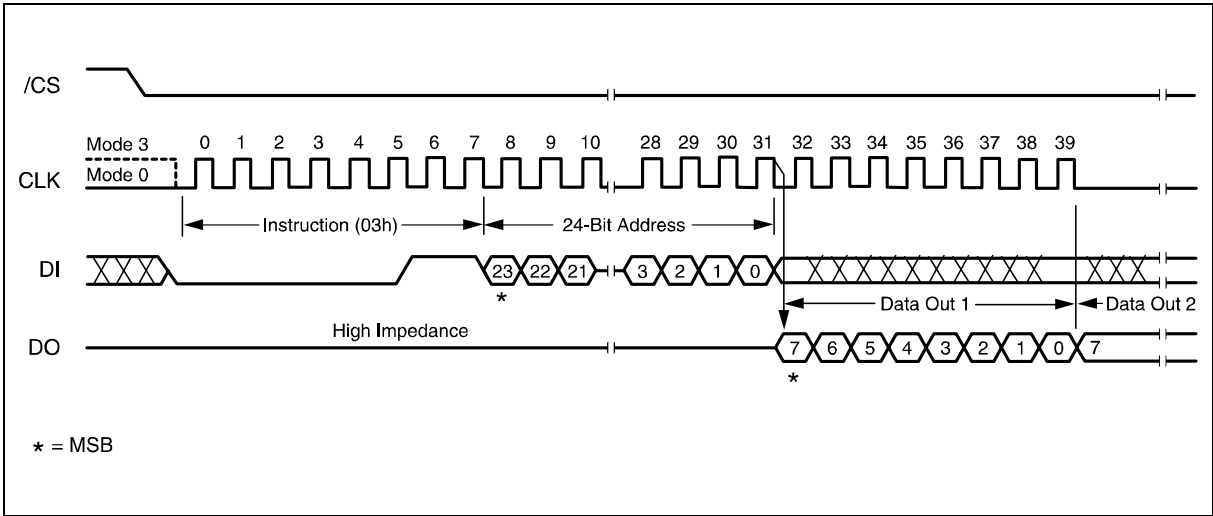 /CS
Mode 3 0 1 2 3 4 5 6 7 8 9 10 28 29 30 31 32 33 34 35 36 37 38 39
CLK Mode 0
Instruction (03h) 24-Bit Address
DI 23 22 21 3 2 1 0
* Data Out 1 Data Out 2
High Impedance
DO 7 6 5 4 3 2 1 0 7
*
* = MSB